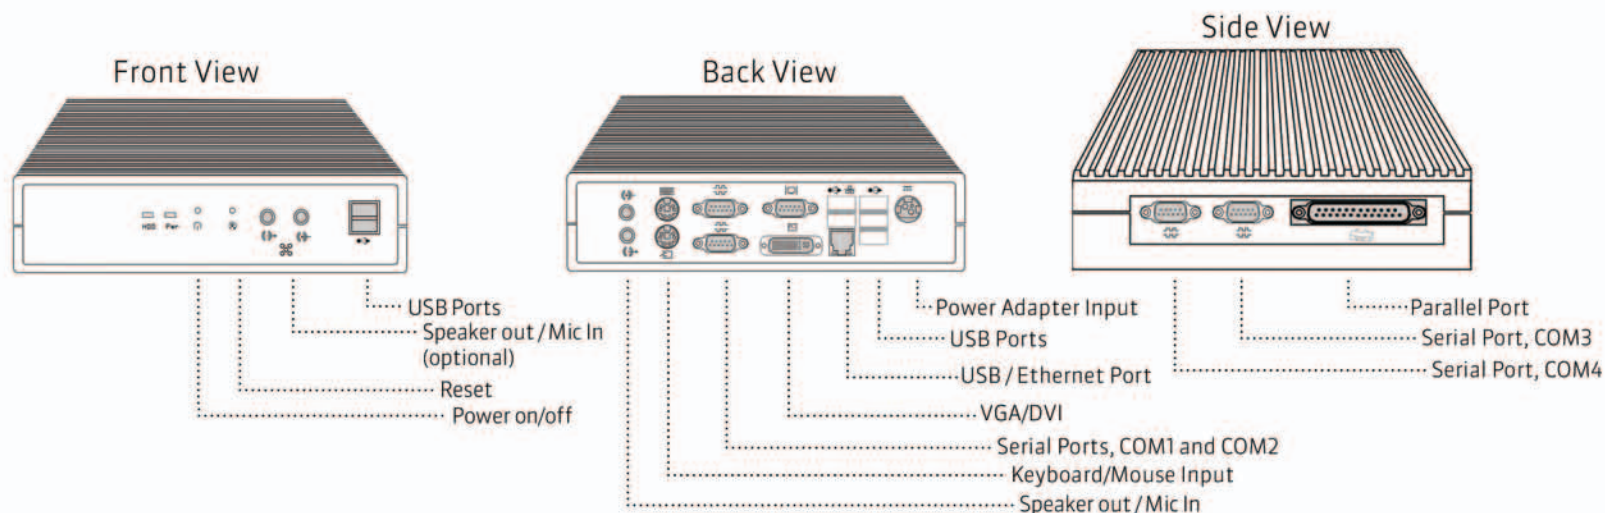 Front View
HDD Pwr
USB Ports
Speaker out / Mic In
(optional)
Reset
Power on/off
Back View
Power Adapter Input
USB Ports
USB / Ethernet Port
VGA/DVI
Serial Ports, COM1 and COM2
Keyboard/Mouse Input
Speaker out / Mic In
Side View
Parallel Port
Serial Port, COM3
Serial Port, COM4